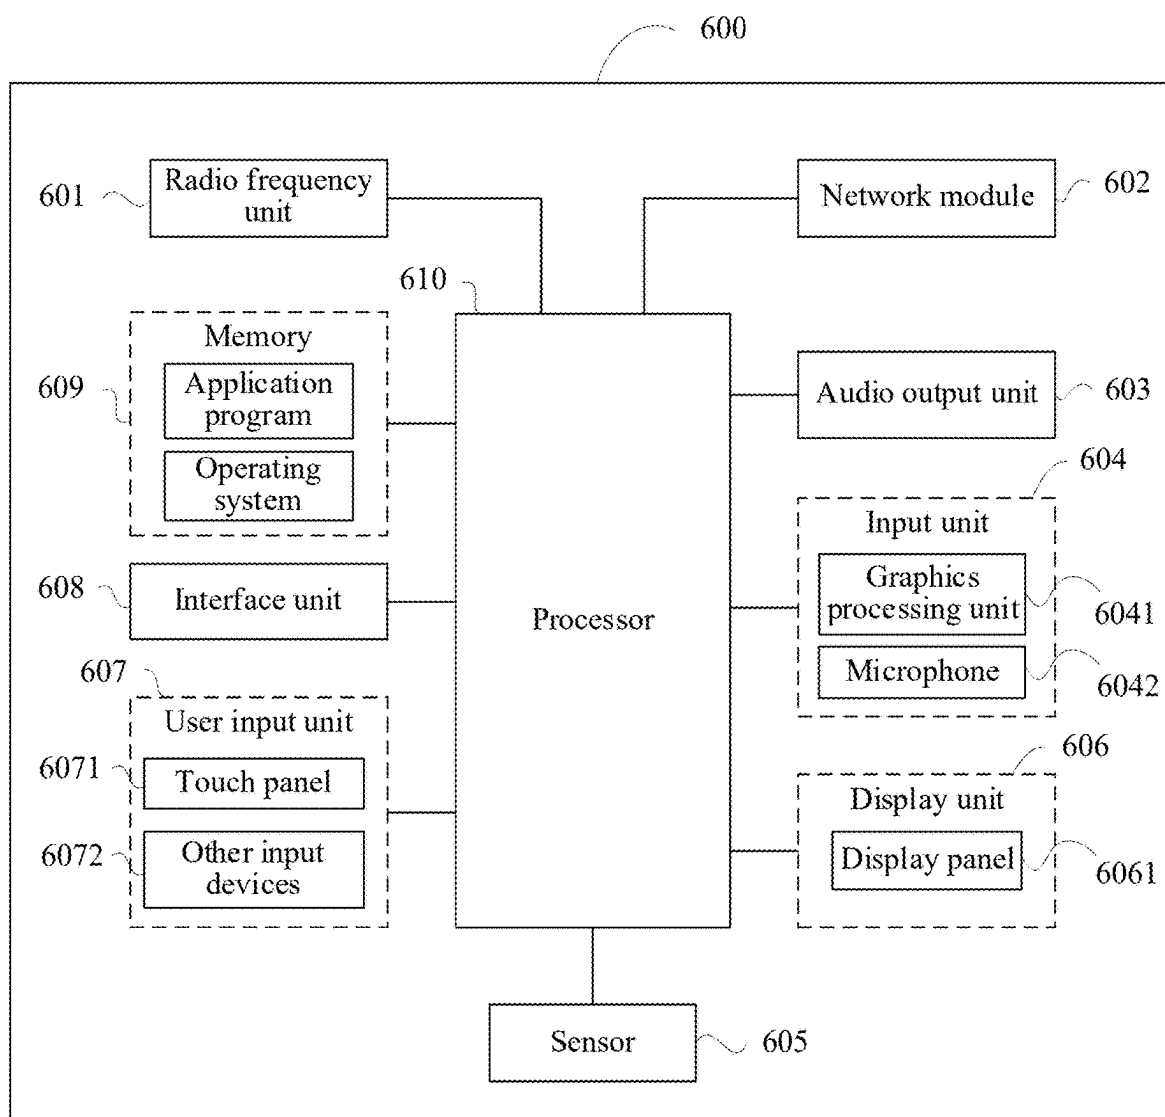 600
601
Radio frequency
unit
Network module
602
610
609
Memory
Application
program
Operating
system
Audio output unit
603
604
Input unit
Graphics
processing unit
6041
Microphone
6042
608
Interface unit
Processor
607
User input unit
6071
Touch panel
6072
Other input
devices
606
Display unit
Display panel
6061
Sensor
605